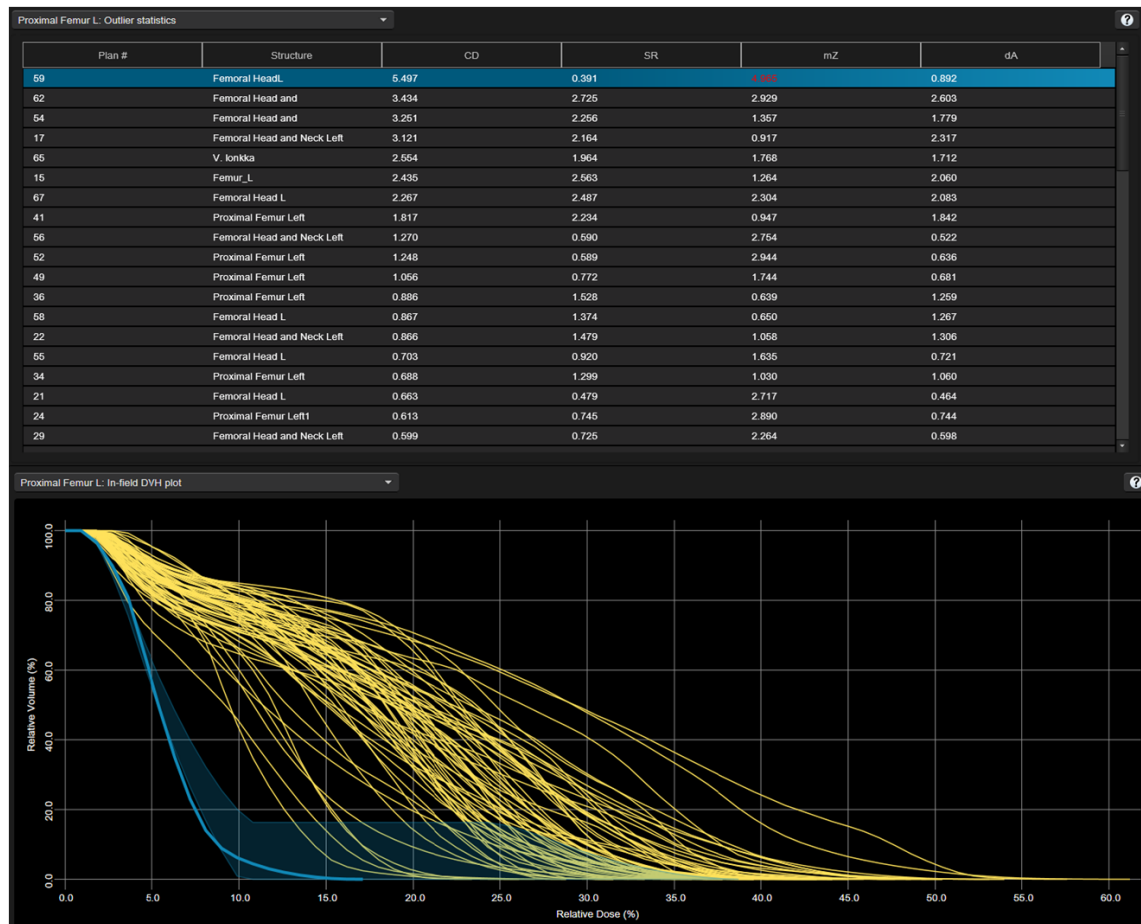 Proximal Femur L: Outlier statistics ?
Plan # Structure CD SR mZ dA
59 Femoral HeadL 5.497 0.391 0.892
62 Femoral Head and 3.434 2.725 2.929 2.603
54 Femoral Head and 3.251 2.256 1.357 1.779
17 Femoral Head and Neck Left 3.121 2.164 0.917 2.317
65 V. lonkka 2.554 1.964 1.768 1.712
15 Femur_L 2.435 2.563 1.264 2.060
67 Femoral Head L 2.267 2.487 2.304 2.083
41 Proximal Femur Left 1.817 2.234 0.947 1.842
56 Femoral Head and Neck Left 1.270 0.590 2.754 0.522
52 Proximal Femur Left 1.248 0.589 2.944 0.636
49 Proximal Femur Left 1.056 0.772 1.744 0.681
36 Proximal Femur Left 0.886 1.528 0.639 1.259
58 Femoral Head L 0.867 1.374 0.650 1.267
22 Femoral Head and Neck Left 0.866 1.479 1.058 1.306
55 Femoral Head L 0.703 0.920 1.635 0.721
34 Proximal Femur Left 0.688 1.299 1.030 1.060
21 Femoral Head L 0.663 0.479 2.717 0.464
24 Proximal Femur Left1 0.613 0.745 2.890 0.744
29 Femoral Head and Neck Left 0.599 0.725 2.264 0.598
Proximal Femur L: In-field DVH plot ?
100.0
80.0
60.0
40.0
20.0
0.0
Relative Volume (%)
0.0 5.0 10.0 15.0 20.0 25.0 30.0 35.0 40.0 45.0 50.0 55.0 60.0
Relative Dose (%)